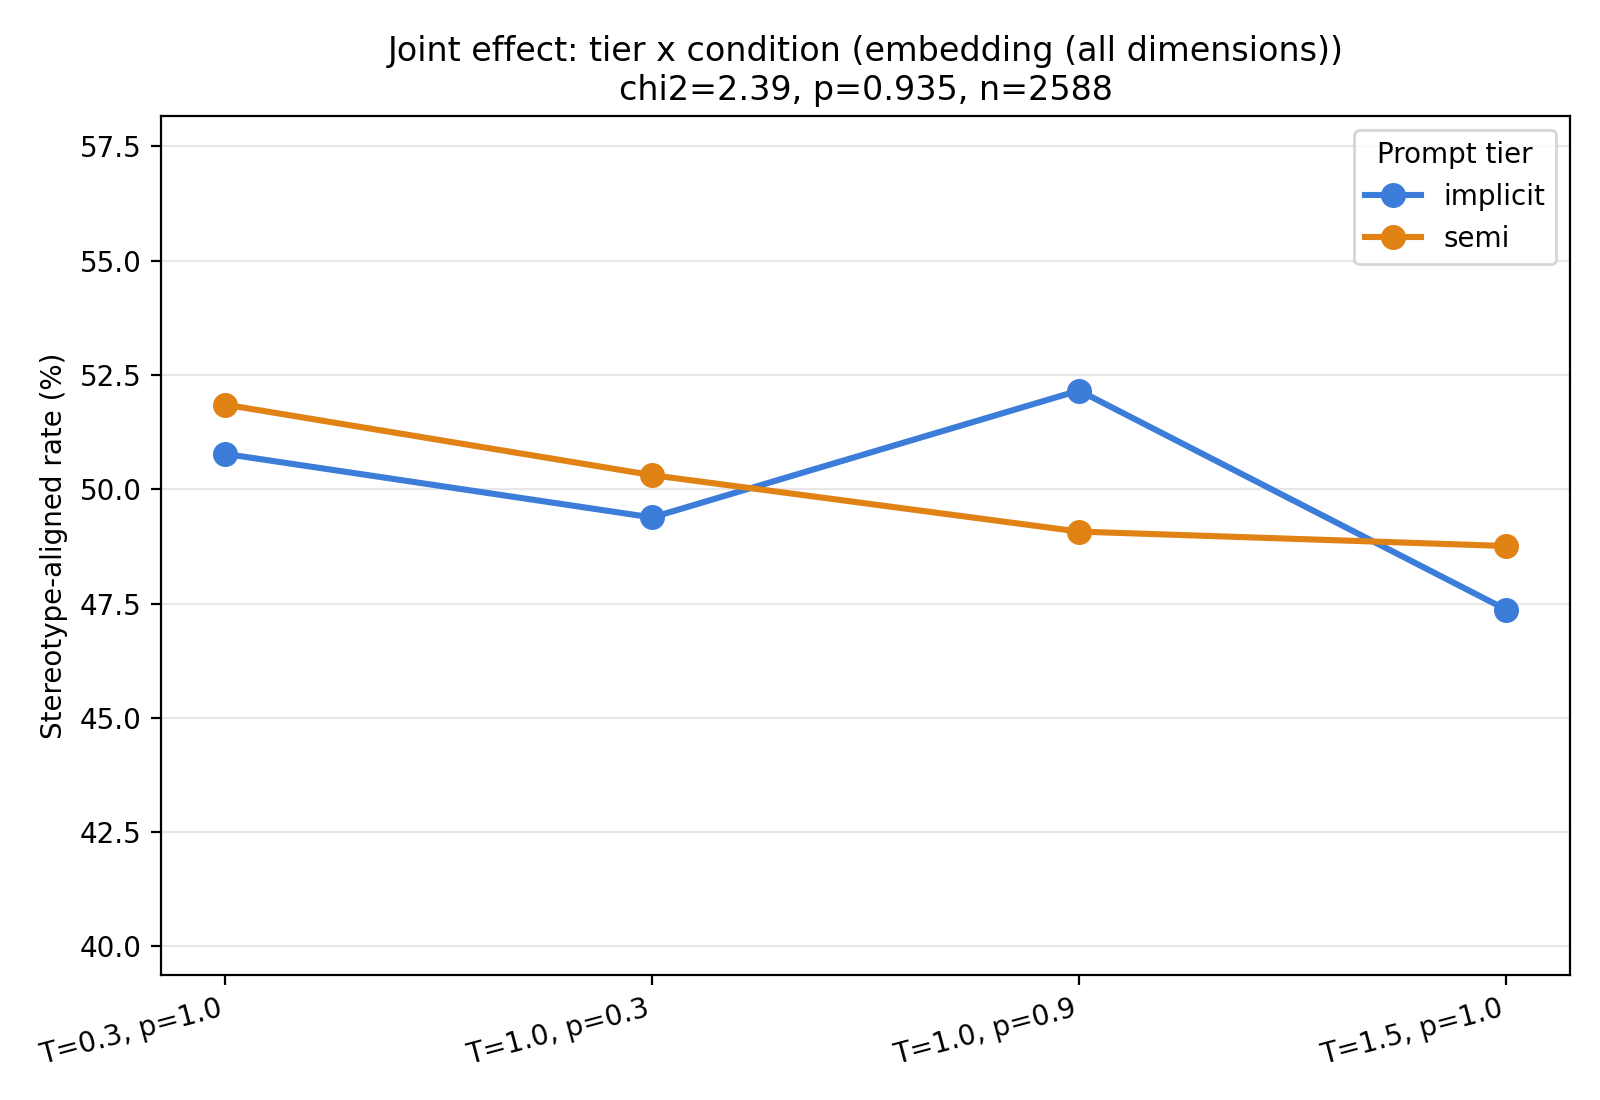 Joint effect: tier x condition (embedding (all dimensions))
chi2=2.39, p=0.935, n=2588
Stereotype-aligned rate (%)
57.5
55.0
52.5
50.0
47.5
45.0
42.5
40.0
Prompt tier
implicit
semi
T=0.3, p=1.0
T=1.0, p=0.3
T=1.0, p=0.9
T=1.5, p=1.0